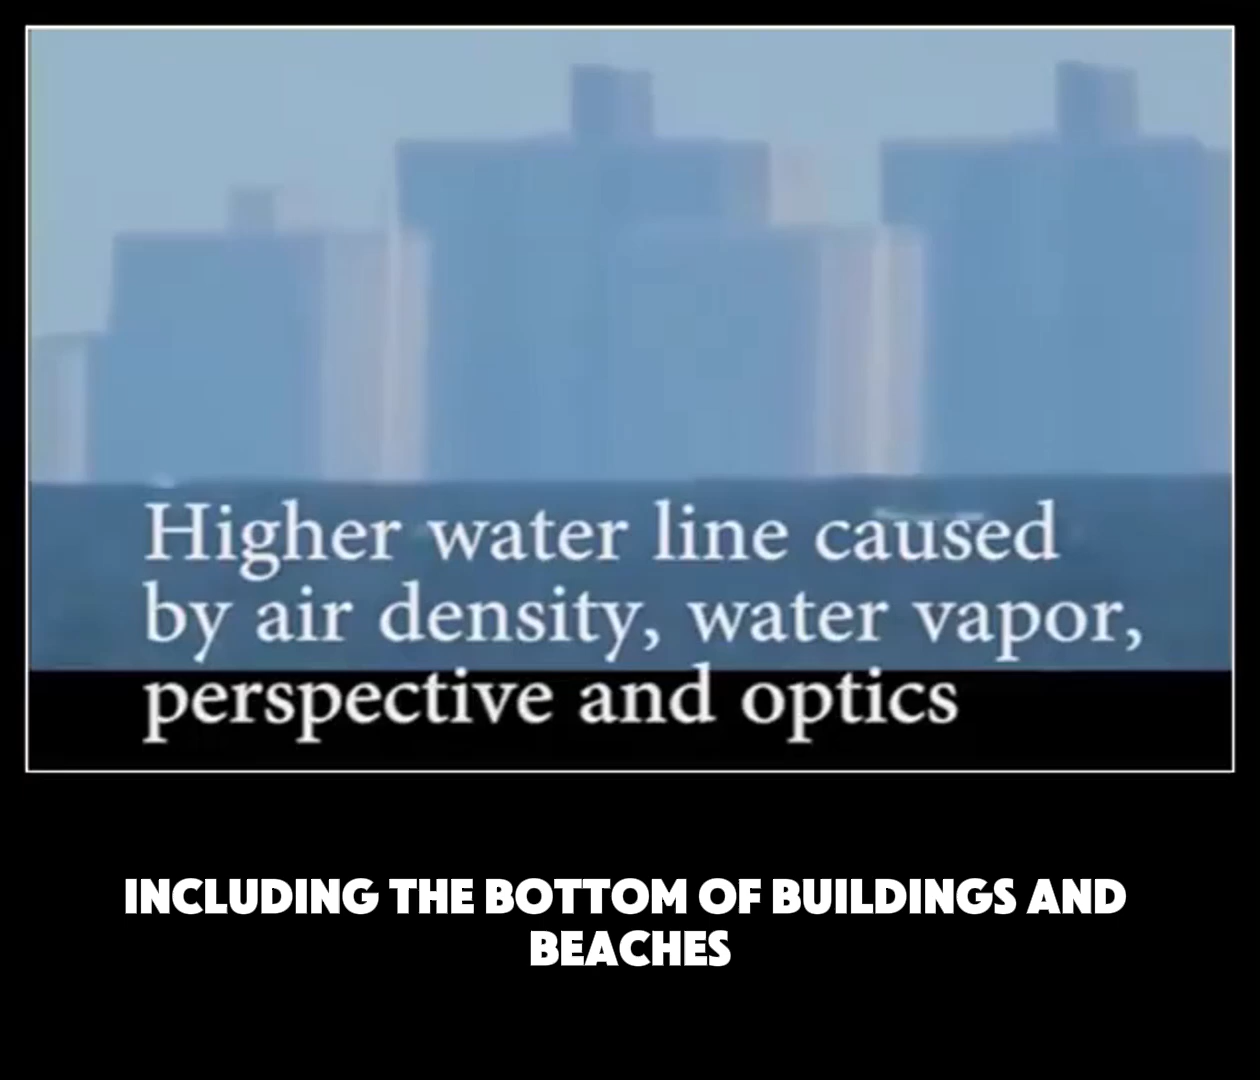 Higher water line caused
by air density, water vapor,
perspective and optics
INCLUDING THE BOTTOM OF BUILDINGS AND
BEACHES